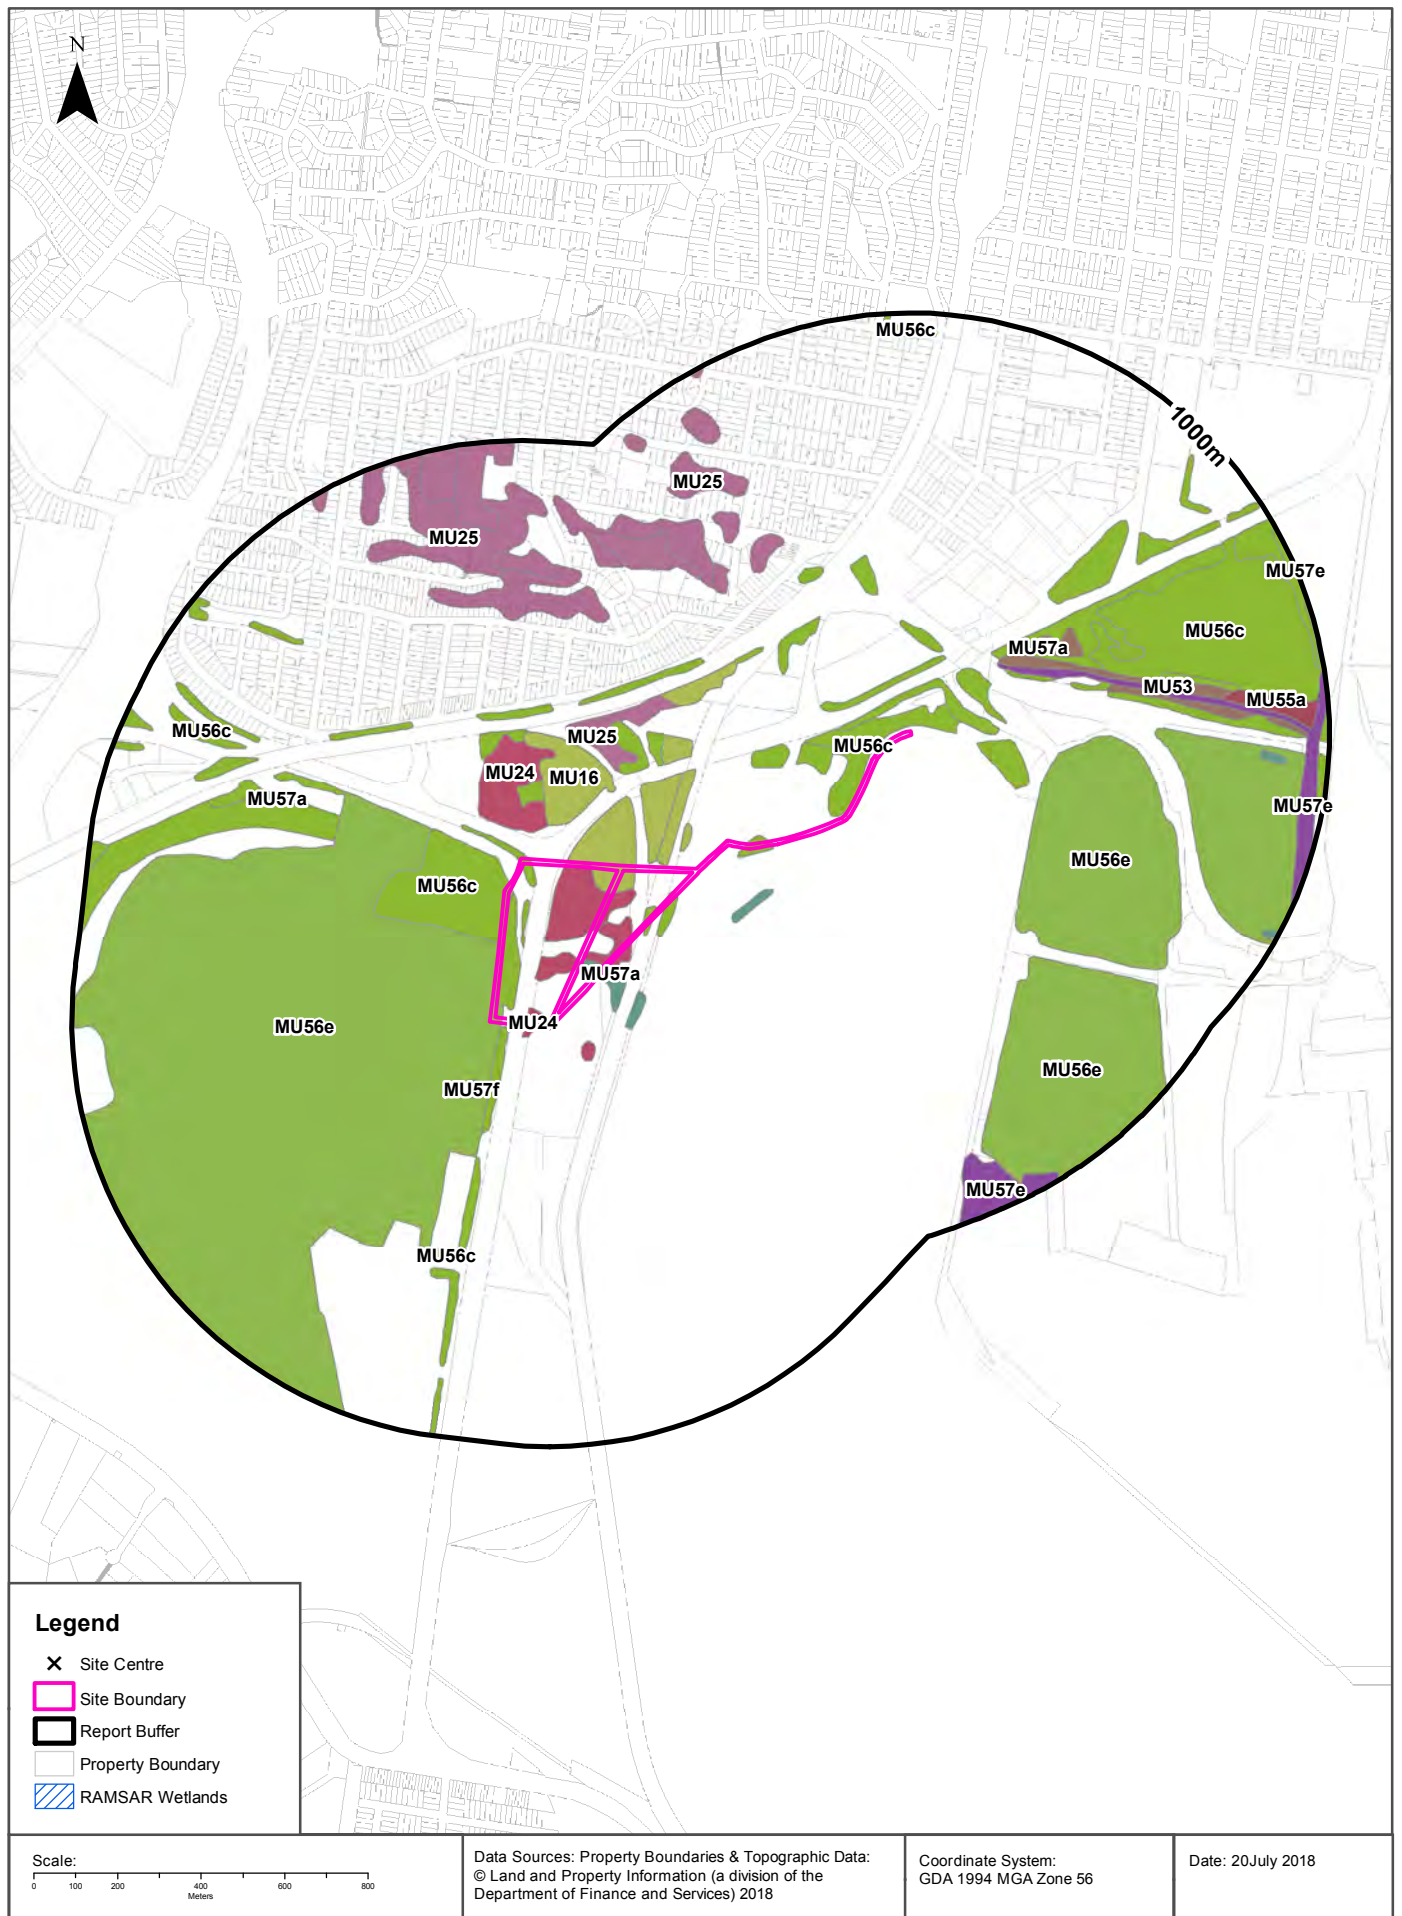 N
MU56c
1000m
MU25
MU25
MU57e
MU56c
MU57a
MU53
MU55a
MU56c
MU25
MU56c
MU24
MU16
MU57a
MU57e
MU56e
MU56c
MU57a
MU56e
MU24
MU56e
MU57f
MU57e
MU56c
Legend
Site Centre
Site Boundary
Report Buffer
Property Boundary
RAMSAR Wetlands
Scale:
0 100 200 400 600 800
Meters
Data Sources: Property Boundaries & Topographic Data:
© Land and Property Information (a division of the
Department of Finance and Services) 2018
Coordinate System:
GDA 1994 MGA Zone 56
Date: 20July 2018